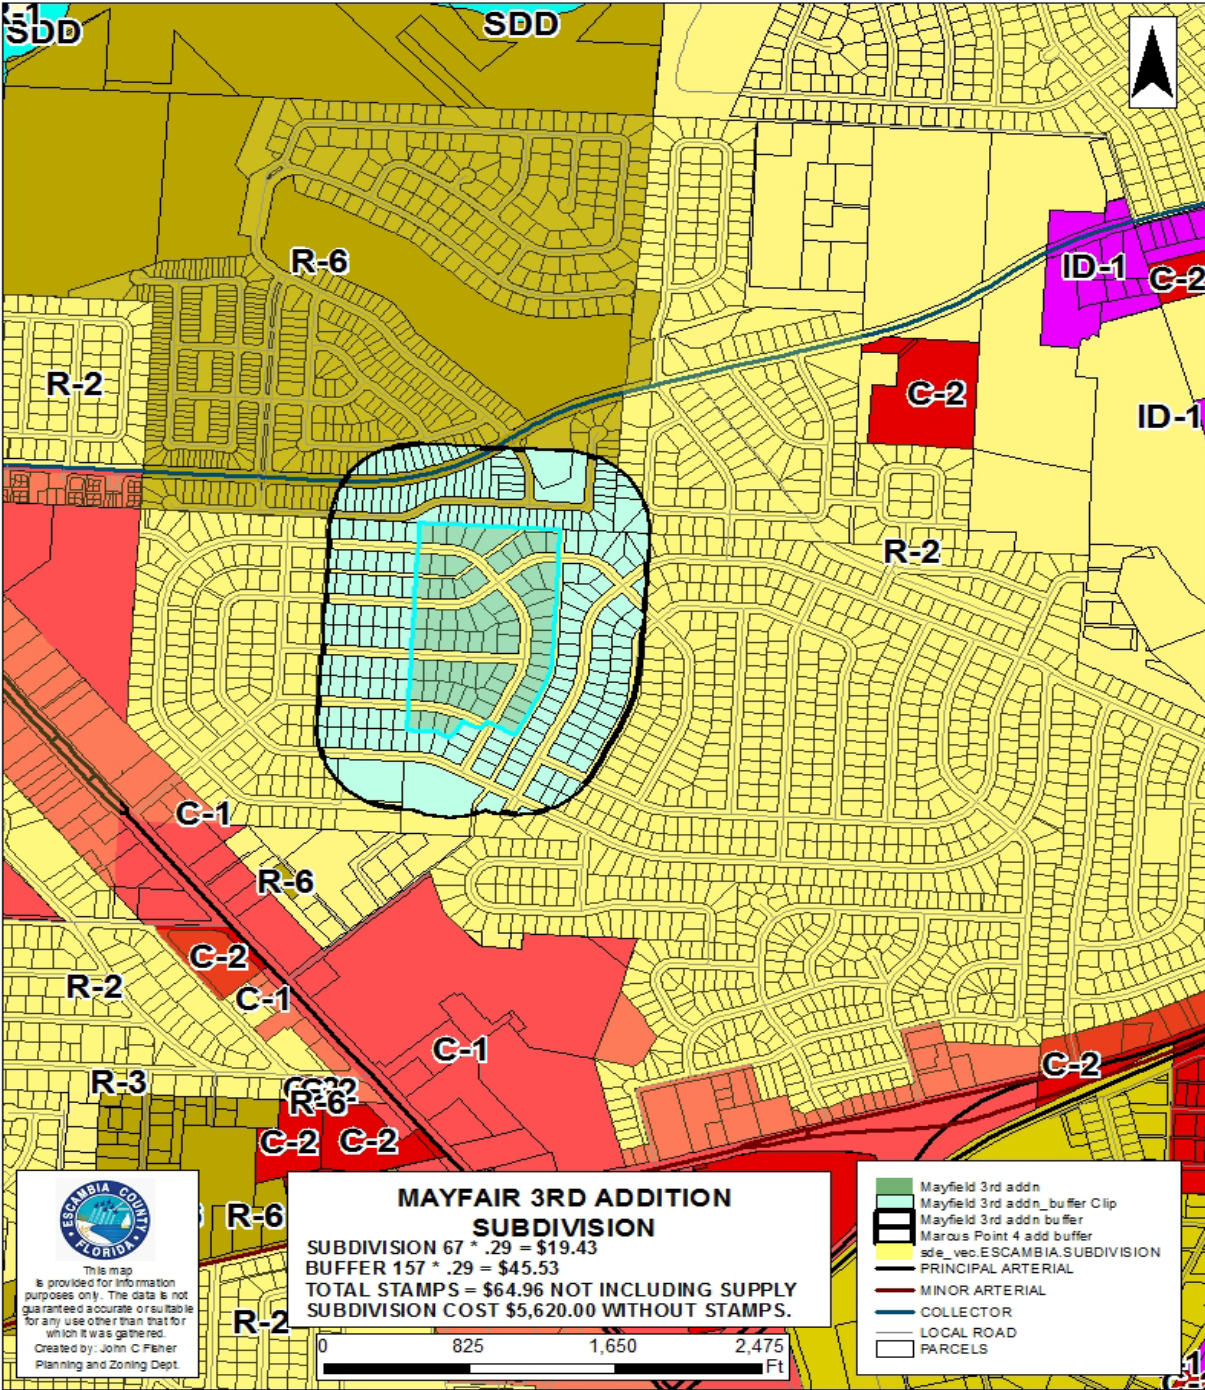 -1
SDD
SDD
R-6
ID-1
C-2
R-2
C-2
ID-1
R-2
C-1
R-6
C-2
R-2
C-1
C-1
C-2
R-3
R-6
C-2
C-2
R-6
R-2
ESCAMBIA COUNTY
FLORIDA
This map
is provided for information
purposes only. The data is not
guaranteed accurate or suitable
for any use other than that for
which it was gathered.
Created by: John C Fisher
Planning and Zoning Dept.
MAYFAIR 3RD ADDITION
SUBDIVISION
SUBDIVISION 67 * .29 = $19.43
BUFFER 157 * .29 = $45.53
TOTAL STAMPS = $64.96 NOT INCLUDING SUPPLY
SUBDIVISION COST $5,620.00 WITHOUT STAMPS.
0 825 1,650 2,475
Ft
Mayfield 3rd addn
Mayfield 3rd addn_buffer Clip
Mayfield 3rd addn buffer
Marcus Point 4 add buffer
sde_vec.ESCAMBIA.SUBDIVISION
PRINCIPAL ARTERIAL
MINOR ARTERIAL
COLLECTOR
LOCAL ROAD
PARCELS